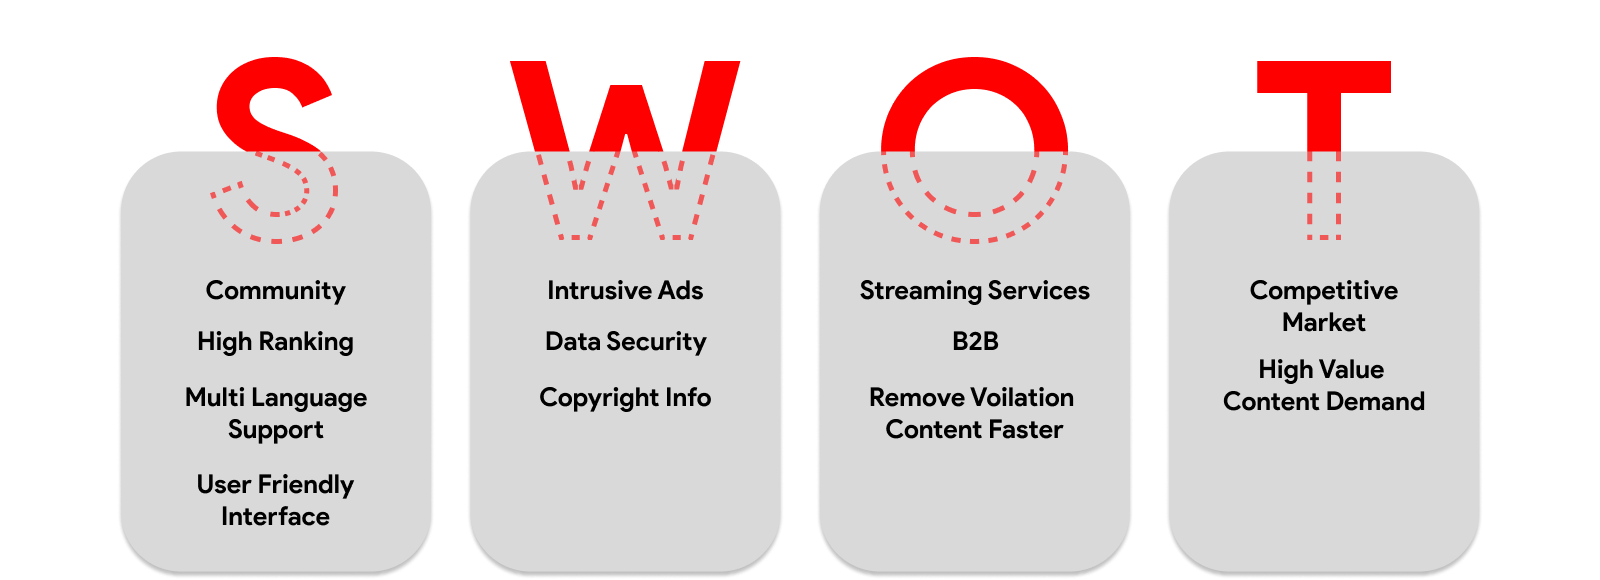 S
Community
High Ranking
Multi Language
Support
User Friendly
Interface
W
Intrusive Ads
Data Security
Copyright Info
O
Streaming Services
B2B
Remove Voilation
Content Faster
T
Competitive
Market
High Value
Content Demand